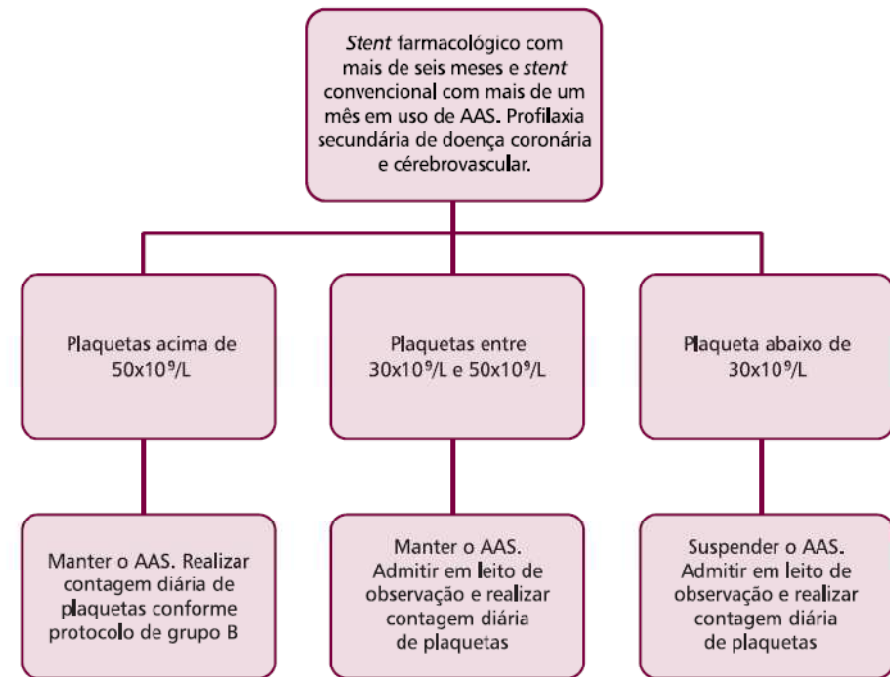 Stent farmacológico com
mais de seis meses e stent
convencional com mais de um
mês em uso de AAS. Profilaxia
secundária de doença coronária
e cérebrovascular.
Plaquetas acima de
50x10⁹/L
Plaquetas entre
30x10⁹/L e 50x10⁹/L
Plaqueta abaixo de
30x10⁹/L
Manter o AAS. Realizar
contagem diária de
plaquetas conforme
protocolo de grupo B
Manter o AAS.
Admitir em leito de
observação e realizar
contagem diária
de plaquetas
Suspender o AAS.
Admitir em leito de
observação e realizar
contagem diária
de plaquetas